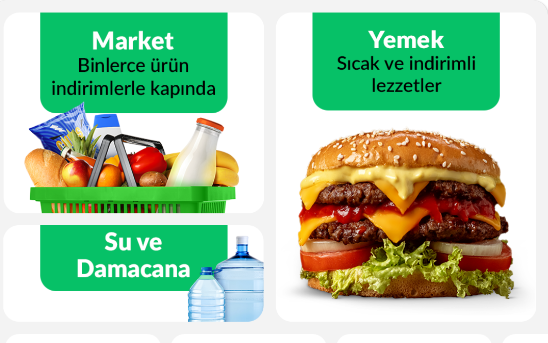 Market
Binlerce ürün
indirimlerle kapında
Yemek
Sıcak ve indirimli
lezzetler
Su ve
Damacana